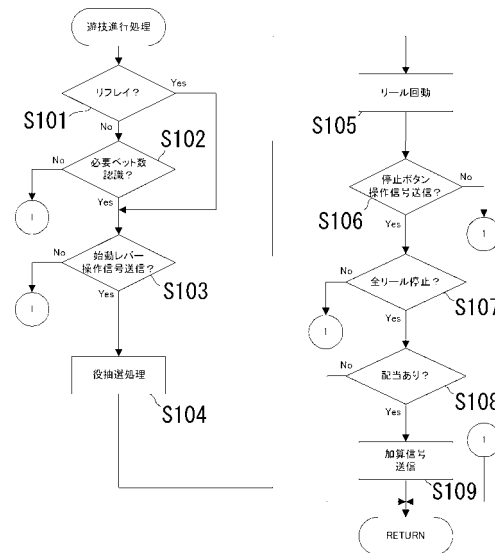 遊技進行処理
リプレイ？
Yes
S101
No
S102
必要ベット数
認識？
No
Yes
1
始動レバー
操作信号送信？
No
S103
Yes
1
役抽選処理
S104
リール回動
S105
停止ボタン
操作信号送信？
No
S106
Yes
1
全リール停止？
No
S107
Yes
1
配当あり？
No
S108
Yes
1
加算信号
送信
S109
RETURN